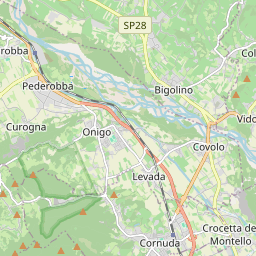 SP28
robba
Col
Pederobba
Bigolino
Vido
Curogna
Onigo
Covolo
Levada
Crocetta de
Montello
Cornuda